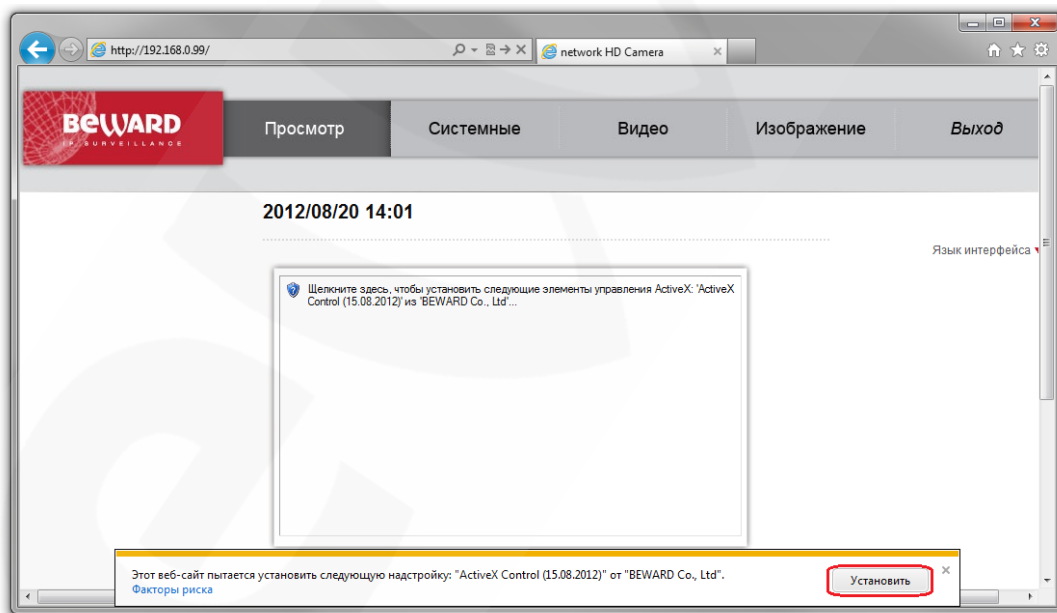 http://192.168.0.99/
network HD Camera
BEWARD
IP SURVEILLANCE
Просмотр
Системные
Видео
Изображение
Выход
2012/08/20 14:01
Язык интерфейса
Щелкните здесь, чтобы установить следующие элементы управления ActiveX: 'ActiveX
Control (15.08.2012)' из 'BEWARD Co., Ltd'...
Этот веб-сайт пытается установить следующую надстройку: "ActiveX Control (15.08.2012)" от "BEWARD Co., Ltd".
Факторы риска
Установить